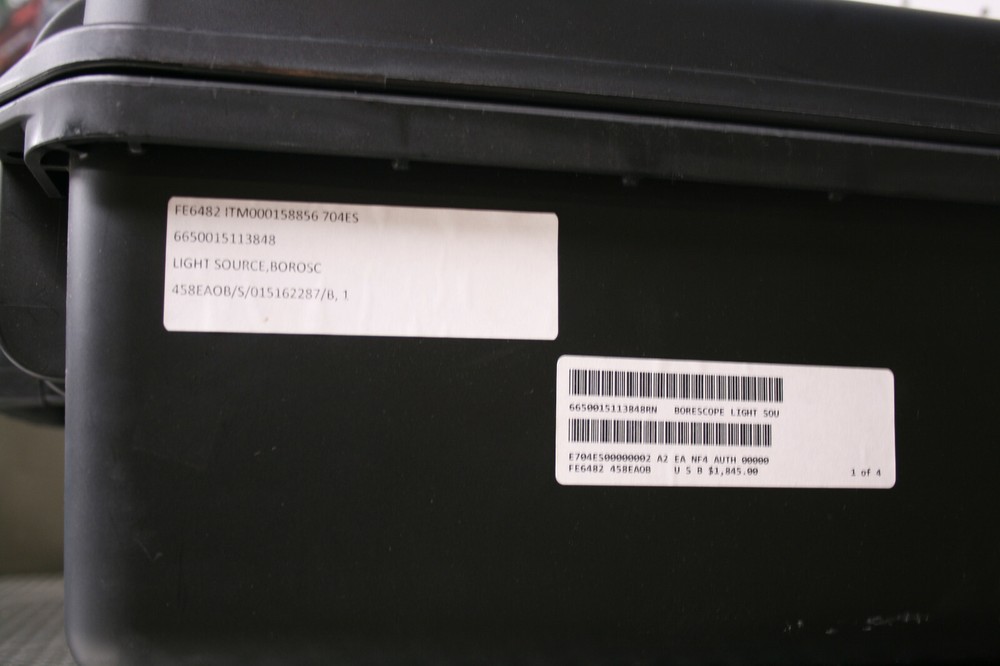 FE6482 ITM000158856 704ES
6650015113848
LIGHT SOURCE,BOROSC
458EAOB/S/015162287/B, 1
6650015113848RN BORESCOPE LIGHT SOU
E704ES00000002 A2 EA NF4 AUTH 00000
FE6482 458EAOB U S B $1,845.00 1 of 4